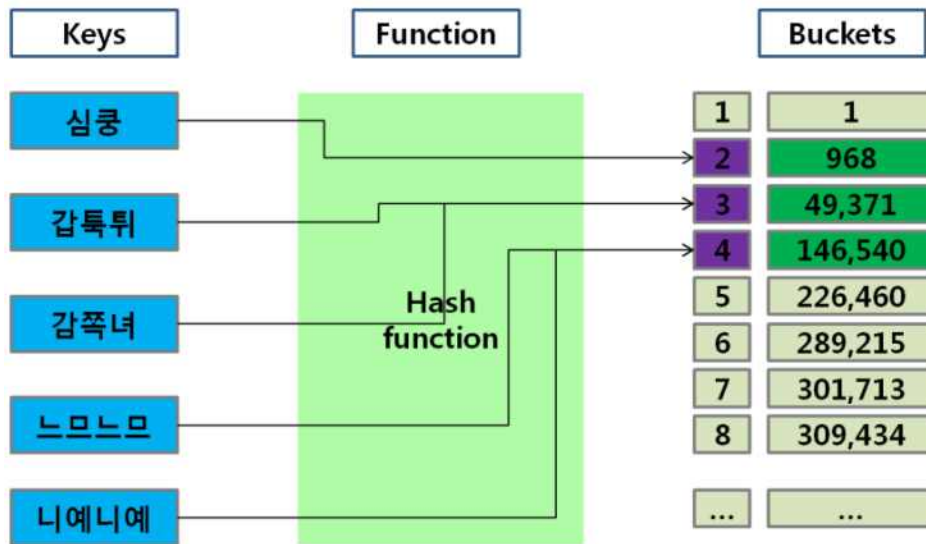 Keys
Function
Buckets
심쿵
갑툭튀
감쪽녀
느므느므
니예니예
Hash
function
1 1
2 968
3 49,371
4 146,540
5 226,460
6 289,215
7 301,713
8 309,434
... ...